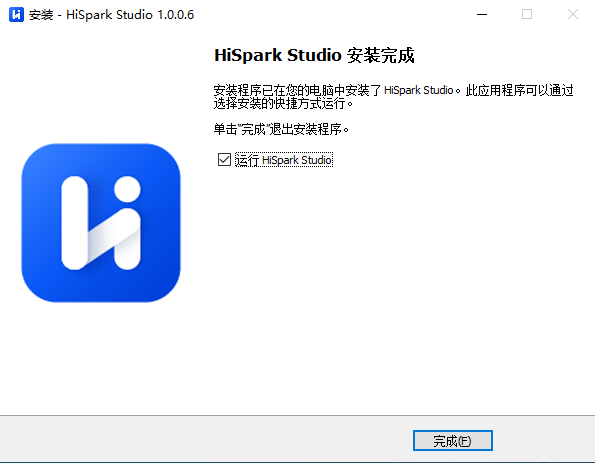 安装 - HiSpark Studio 1.0.0.6
HiSpark Studio 安装完成
安装程序已在您的电脑中安装了 HiSpark Studio。此应用程序可以通过
选择安装的快捷方式运行。
单击"完成"退出安装程序。
运行 HiSpark Studio
完成(F)